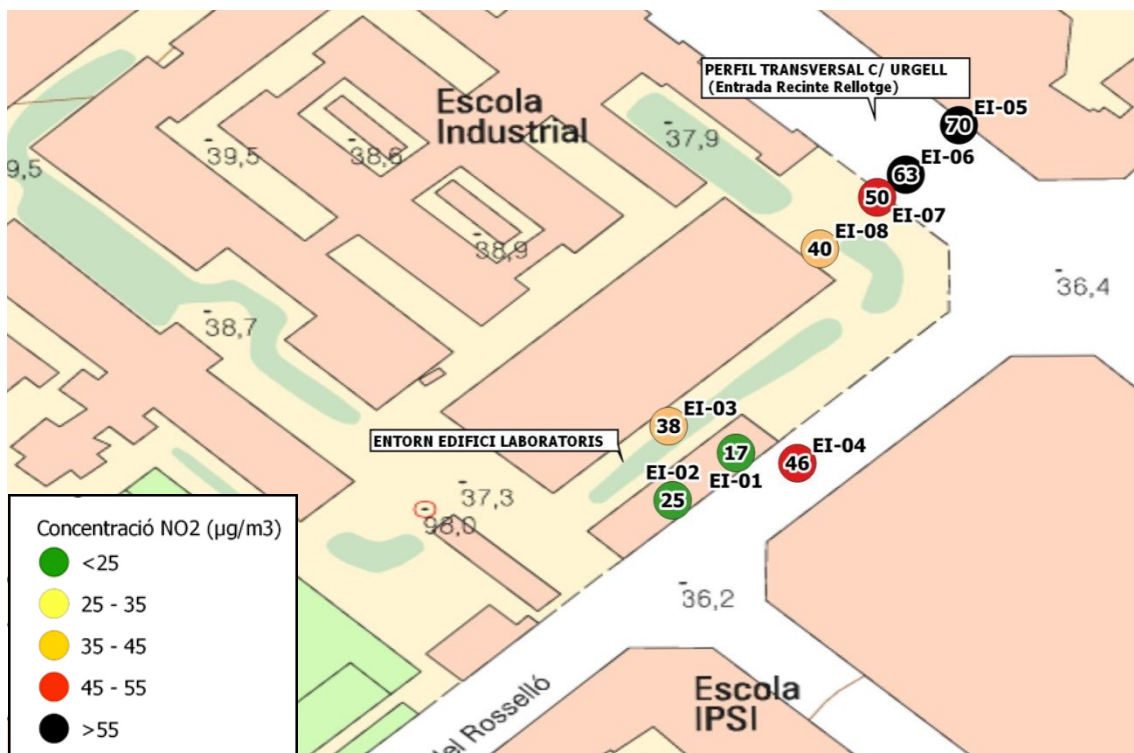 PERFIL TRANSVERSAL C/ URGELL
(Entrada Recinte Rellotge)
Escola
Industrial
37,9
39,5
38,6
9,5
38,9
38,7
70
EI-05
63
EI-06
50
EI-07
40
EI-08
36,4
38
EI-03
ENTORN EDIFICI LABORATORIS
17
EI-01
46
EI-04
EI-02
25
37,3
98,0
36,2
Escola
IPSI
del Rosselló
Concentració NO2 (µg/m3)
<25
25 - 35
35 - 45
45 - 55
>55